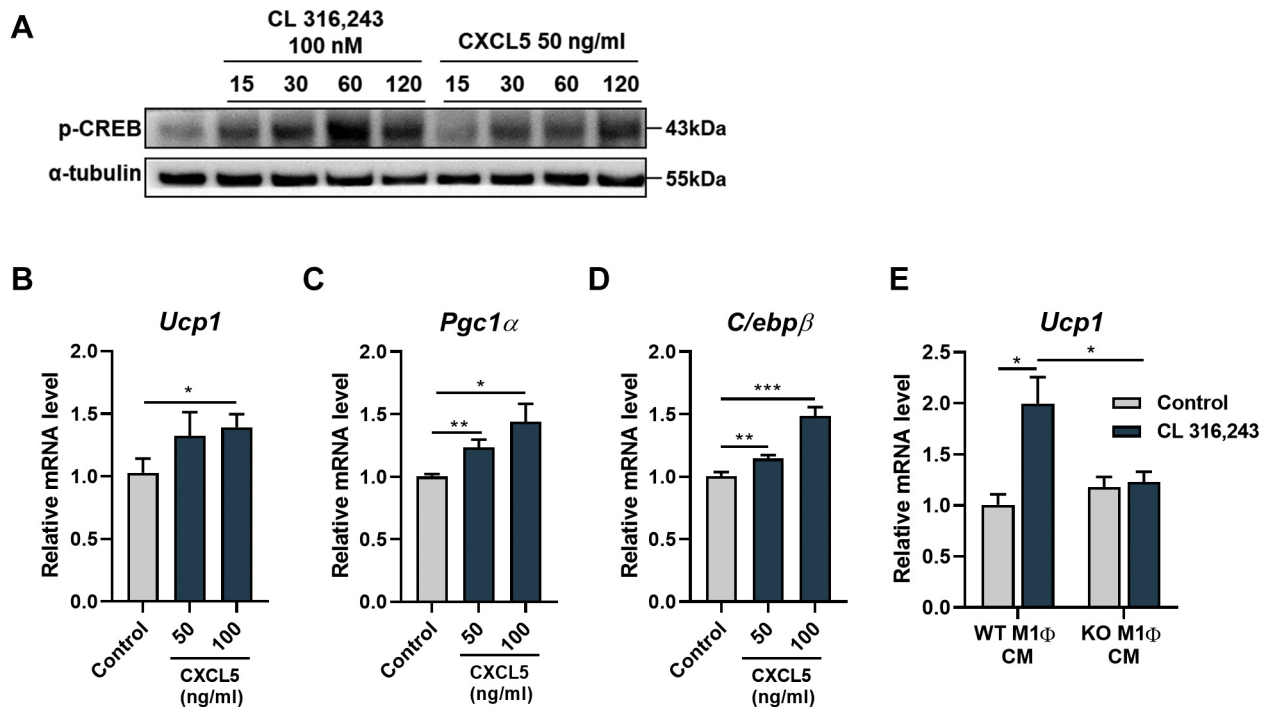 A
CL 316,243
100 nM
CXCL5 50 ng/ml
15 30 60 120 15 30 60 120
p-CREB
43kDa
α-tubulin
55kDa
B
Ucp1
Relative mRNA level
2.0
1.5
1.0
0.5
0.0
*
Control
50
100
CXCL5
(ng/ml)
C
Pgc1α
Relative mRNA level
2.0
1.5
1.0
0.5
0.0
*
**
Control
50
100
CXCL5
(ng/ml)
D
C/ebpβ
Relative mRNA level
2.0
1.5
1.0
0.5
0.0
***
**
Control
50
100
CXCL5
(ng/ml)
E
Ucp1
Relative mRNA level
2.5
2.0
1.5
1.0
0.5
0.0
*
*
Control
CL 316,243
WT M1Φ
CM
KO M1Φ
CM